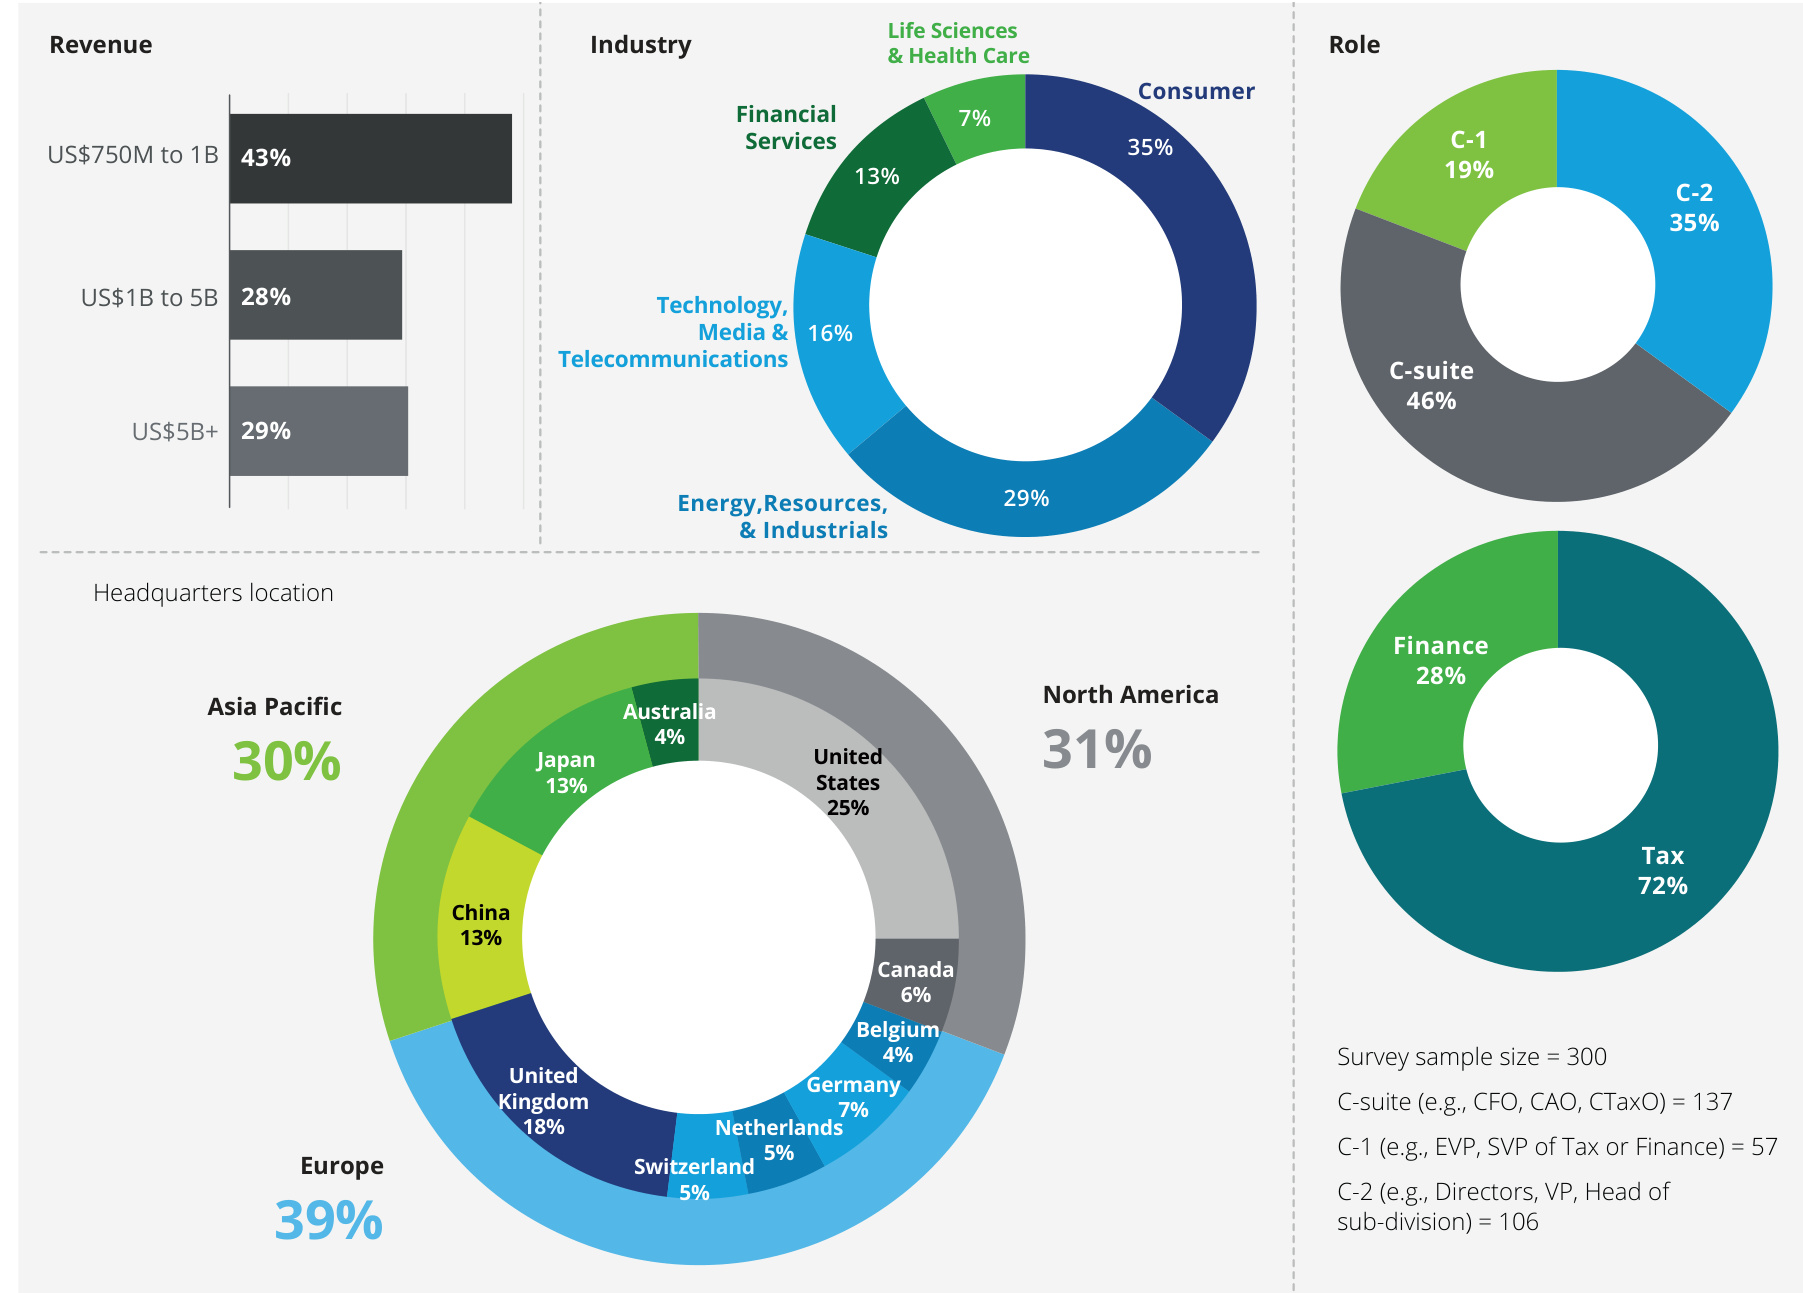 Revenue
US$750M to 1B
43%
US$1B to 5B
28%
US$5B+
29%
Industry
Life Sciences
& Health Care
7%
Consumer
35%
Financial
Services
13%
Technology,
Media &
Telecommunications
16%
Energy,Resources,
& Industrials
29%
Role
C-1
19%
C-2
35%
C-suite
46%
Finance
28%
Tax
72%
Headquarters location
Asia Pacific
30%
North America
31%
Europe
39%
Australia
4%
Japan
13%
China
13%
United
States
25%
Canada
6%
Belgium
4%
Germany
7%
Netherlands
5%
Switzerland
5%
United
Kingdom
18%
Survey sample size = 300
C-suite (e.g., CFO, CAO, CTaxO) = 137
C-1 (e.g., EVP, SVP of Tax or Finance) = 57
C-2 (e.g., Directors, VP, Head of
sub-division) = 106